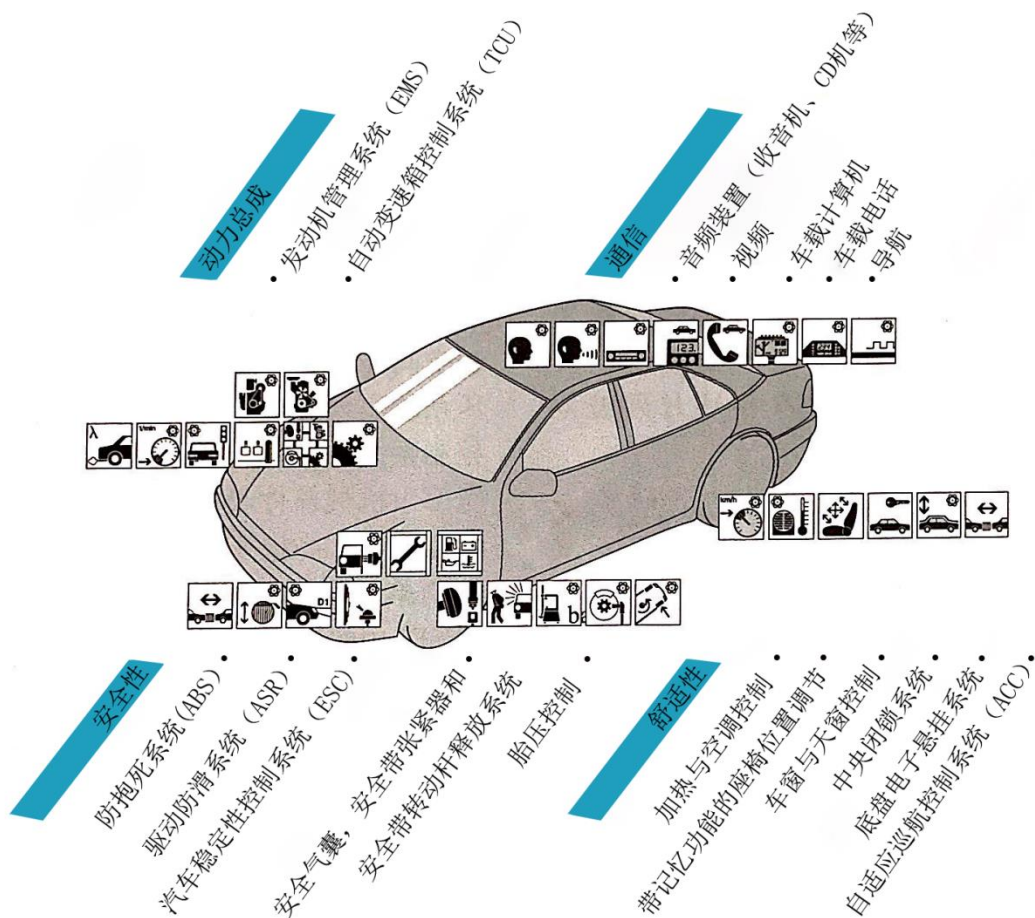 动力总成
发动机管理系统（EMS）
自动变速箱控制系统（TCU）
通信
音频装置（收音机、CD机等）
视频
车载计算机
车载电话
导航
123.
λ
1/min
km/h
D1
b
安全性
防抱死系统(ABS)
驱动防滑系统（ASR）
汽车稳定性控制系统（ESC）
安全气囊，安全带张紧器和
安全带转动杆释放系统
胎压控制
舒适性
加热与空调控制
带记忆功能的座椅位置调节
车窗与天窗控制
中央闭锁系统
底盘电子悬挂系统
自适应巡航控制系统（ACC）